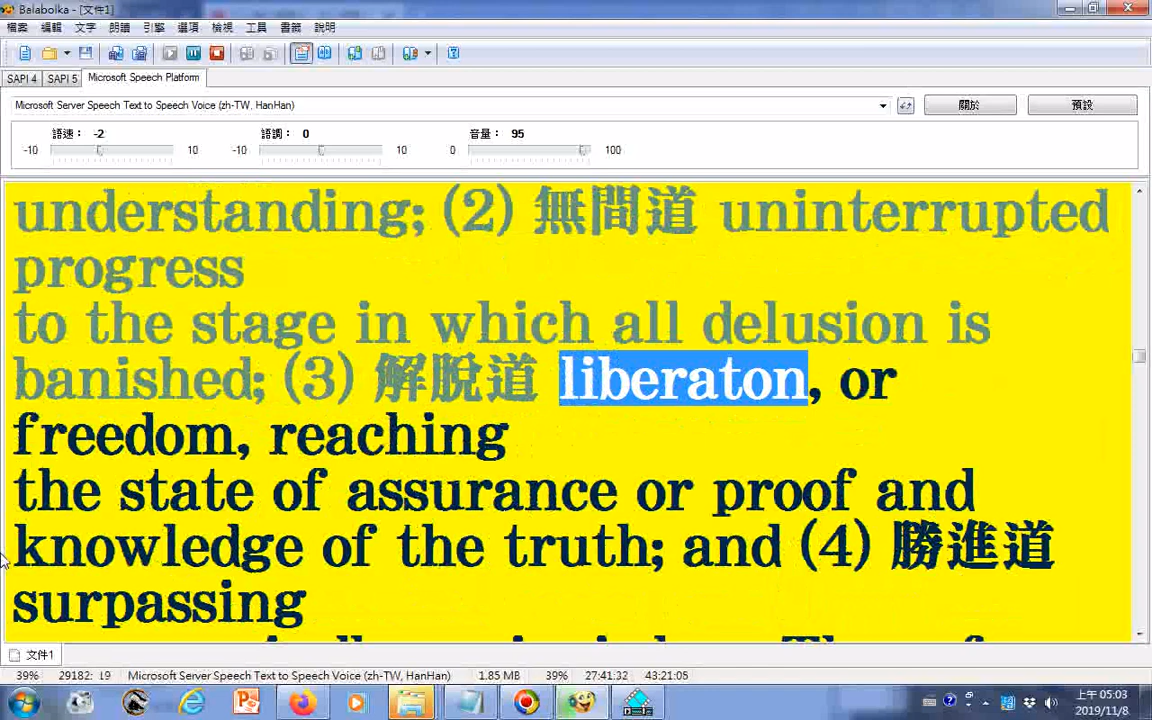 Balabolka - [文件1]
檔案 編輯 文字 朗讀 引擎 選項 檢視 工具 書籤 說明
SAPI 4 SAPI 5 Microsoft Speech Platform
Microsoft Server Speech Text to Speech Voice (zh-TW, HanHan) 關於 預設
語速： -2 語調： 0 音量： 95
-10 10 -10 10 0 100
understanding; (2) 無間道 uninterrupted
progress
to the stage in which all delusion is
banished; (3) 解脫道 liberaton, or
freedom, reaching
the state of assurance or proof and
knowledge of the truth; and (4) 勝進道
surpassing
文件1
39% 29182: 19 Microsoft Server Speech Text to Speech Voice (zh-TW, HanHan) 1.85 MB 39% 27:41:32 43:21:05
上午 05:03
2019/11/8